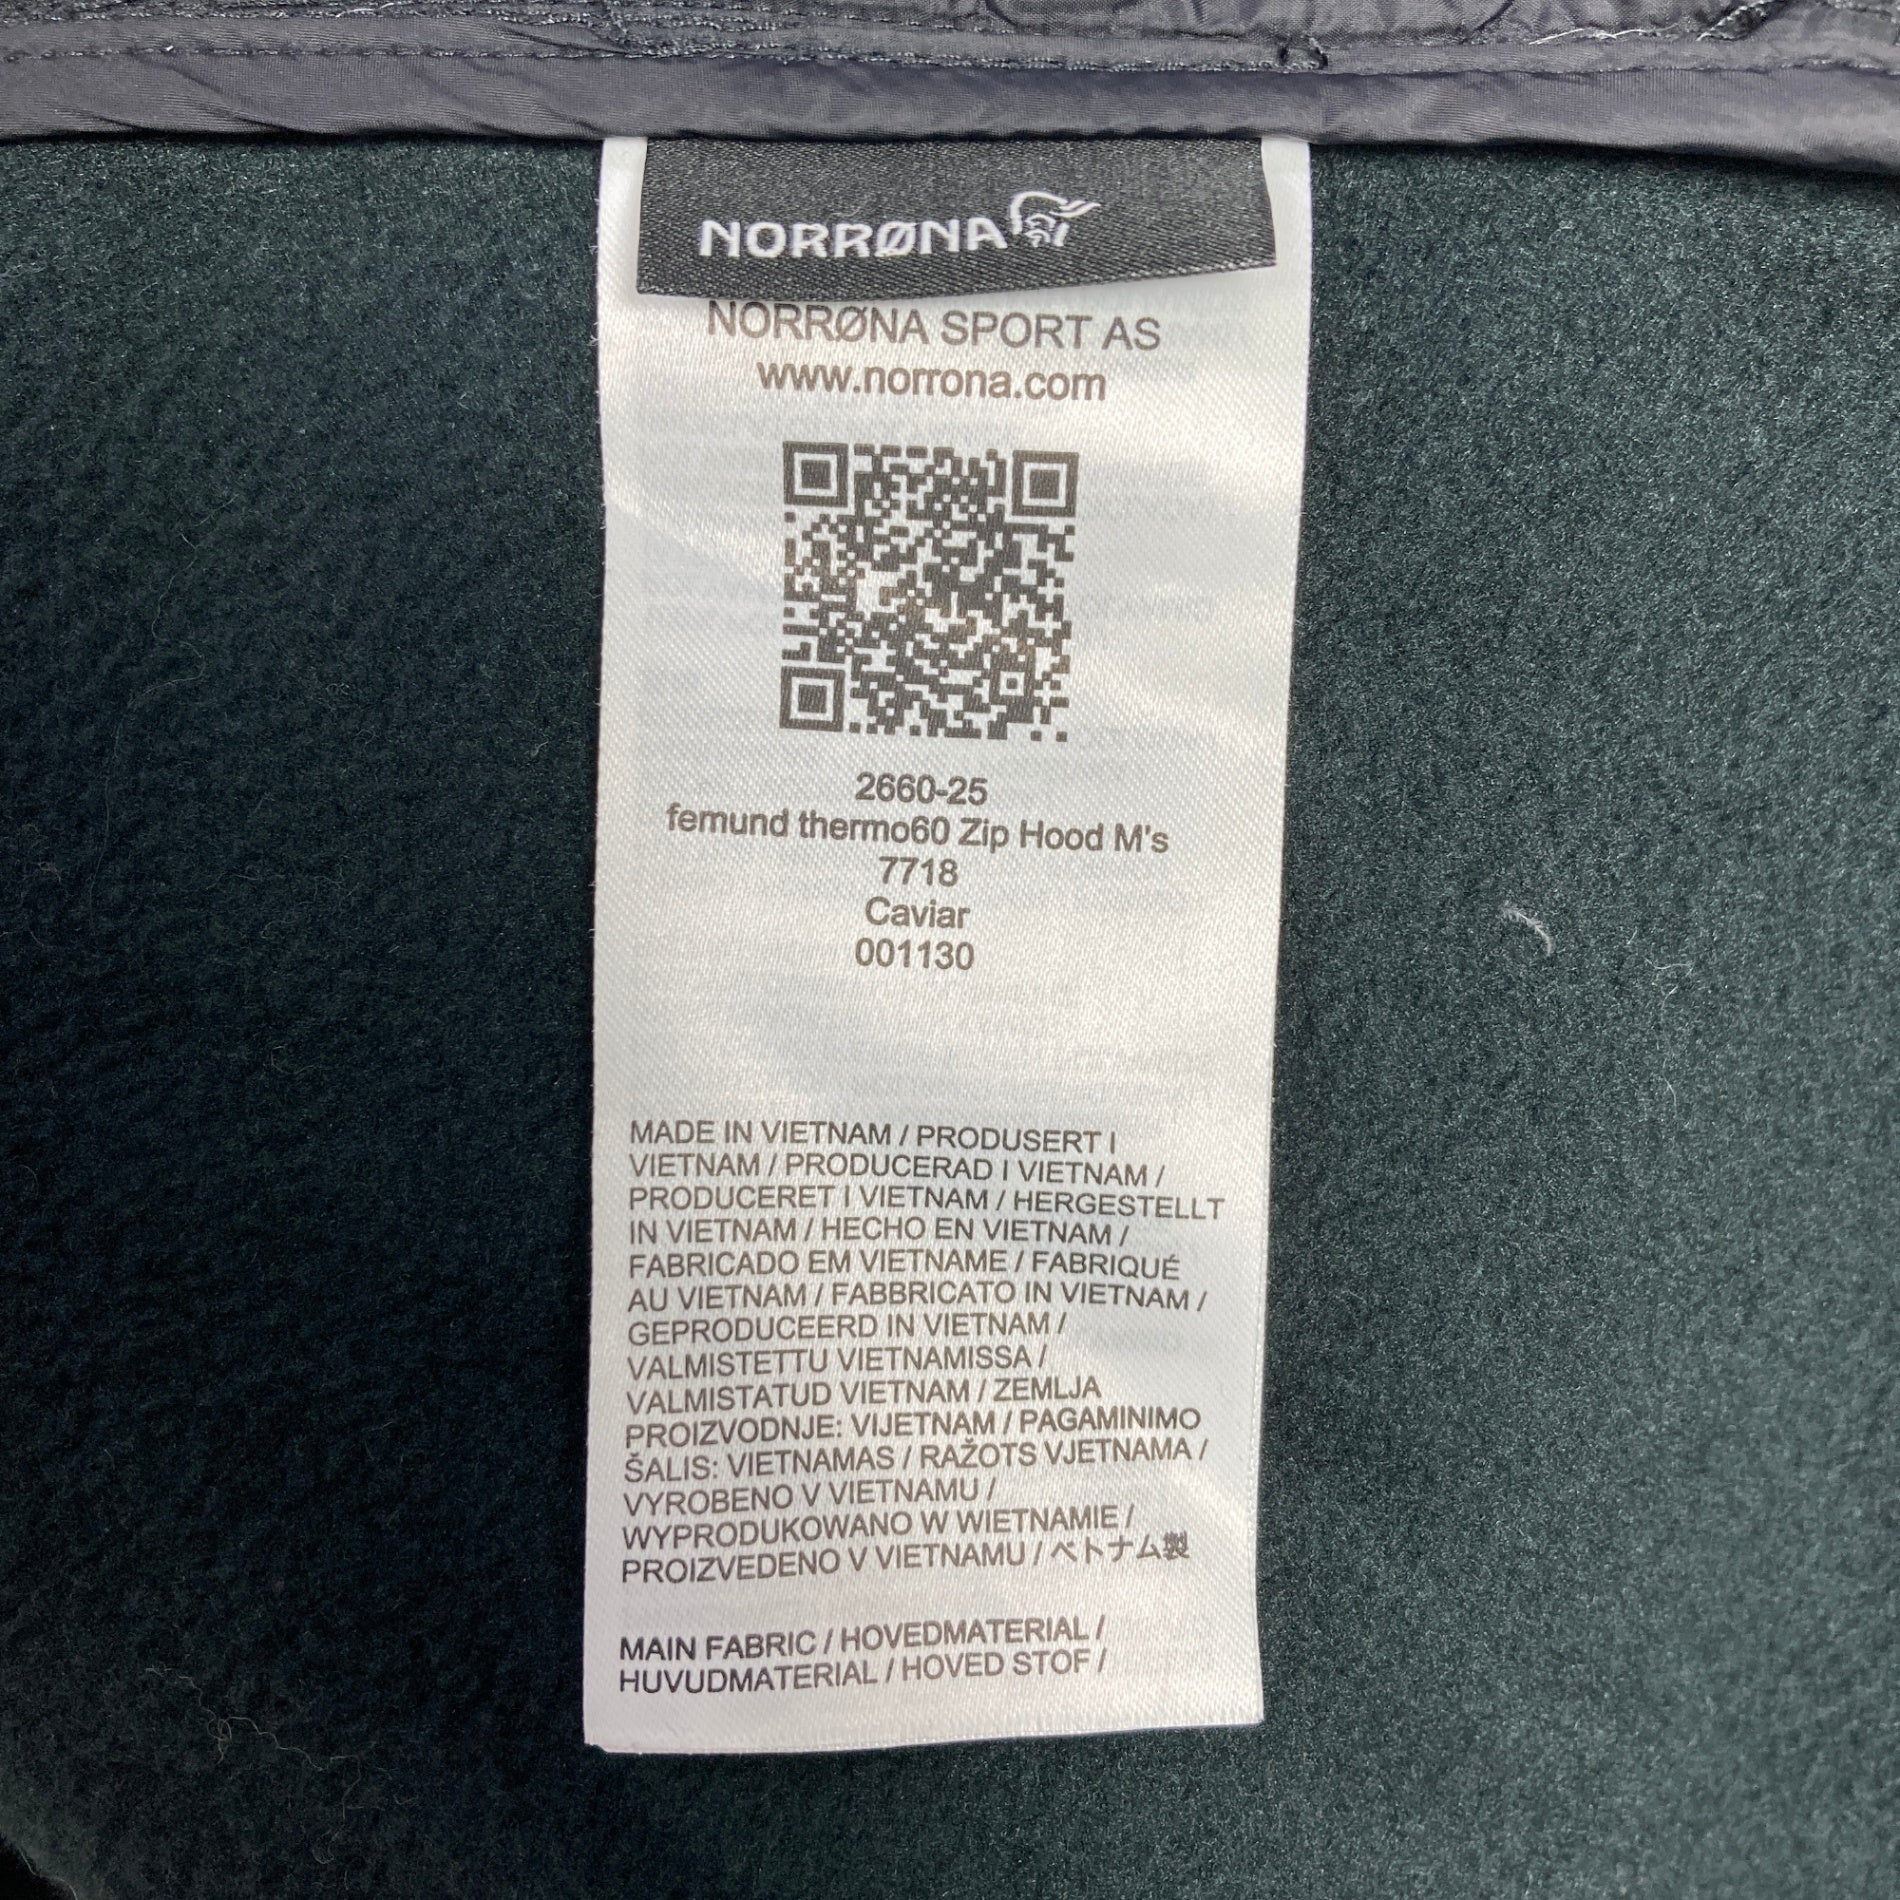 NORRØNA
NORRØNA SPORT AS
www.norrona.com
2660-25
femund thermo60 Zip Hood M's
7718
Caviar
001130
MADE IN VIETNAM / PRODUSERT I
VIETNAM / PRODUCERAD I VIETNAM /
PRODUCERET I VIETNAM / HERGESTELLT
IN VIETNAM / HECHO EN VIETNAM /
FABRICADO EM VIETNAME / FABRIQUÉ
AU VIETNAM / FABBRICATO IN VIETNAM /
GEPRODUCEERD IN VIETNAM /
VALMISTETTU VIETNAMISSA /
VALMISTATUD VIETNAM / ZEMLJA
PROIZVODNJE: VIJETNAM / PAGAMINIMO
ŠALIS: VIETNAMAS / RAŽOTS VJETNAMA /
VYROBENO V VIETNAMU /
WYPRODUKOWANO W WIETNAMIE /
PROIZVEDENO V VIETNAMU / ベトナム製
MAIN FABRIC / HOVEDMATERIAL /
HUVUDMATERIAL / HOVED STOF /